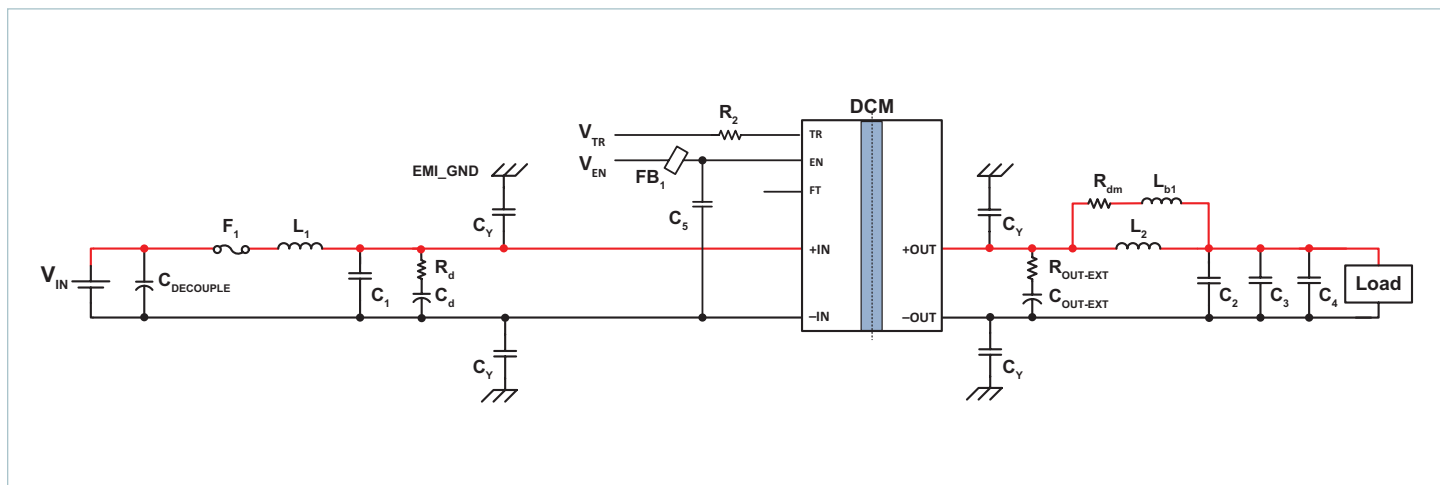 DCM
R2
VTR
TR
VEN
FB1
EN
EMI_GND
FT
Rdm
Lb1
CY
C5
CY
F1
L1
L2
+IN
+OUT
VIN
CDECOUPLE
C1
Rd
Cd
ROUT-EXT
COUT-EXT
C2
C3
C4
Load
–IN
–OUT
CY
CY